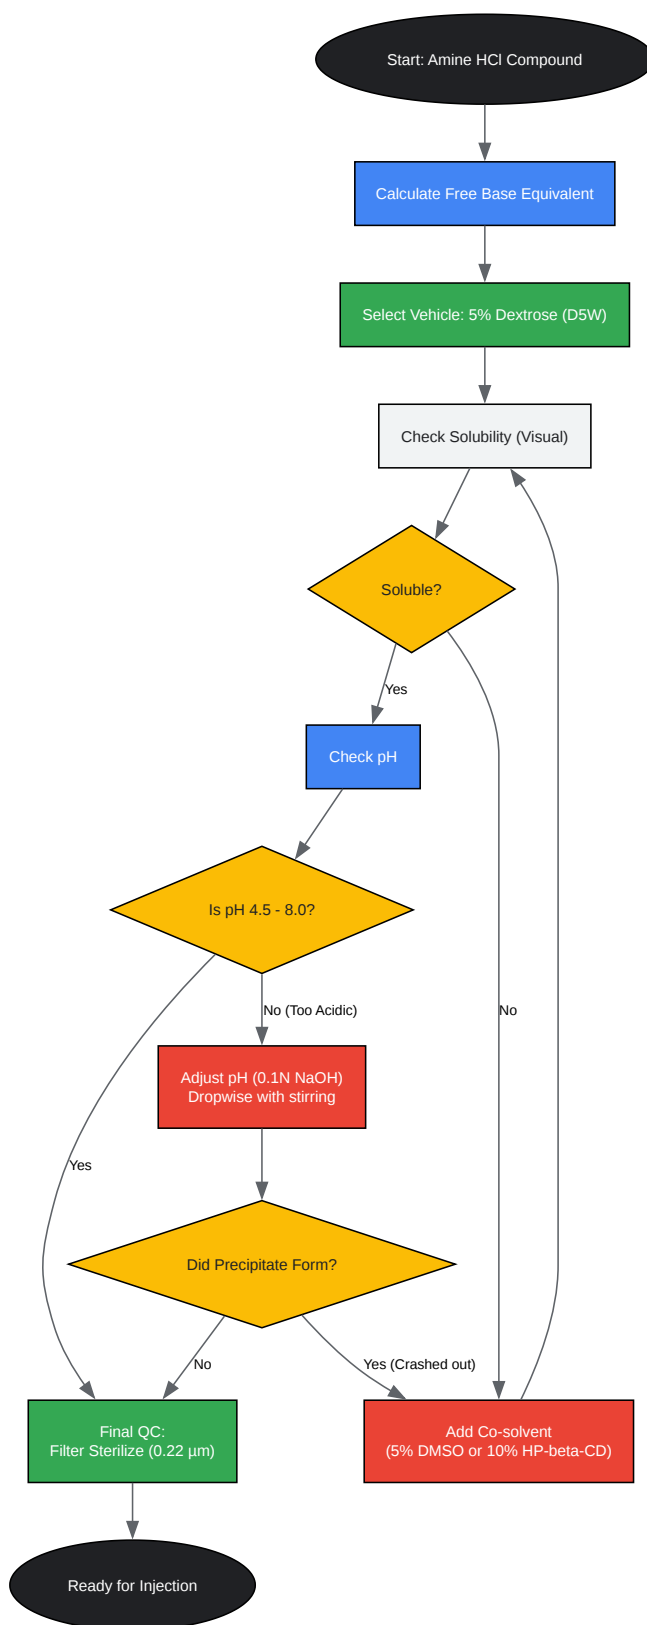 Start: Amine HCl Compound
Calculate Free Base Equivalent
Select Vehicle: 5% Dextrose (D5W)
Check Solubility (Visual)
Soluble?
Yes
Check pH
Is pH 4.5 - 8.0?
No (Too Acidic)
No
Adjust pH (0.1N NaOH)
Dropwise with stirring
Yes
Did Precipitate Form?
No
Yes (Crashed out)
Final QC:
Filter Sterilize (0.22 µm)
Add Co-solvent
(5% DMSO or 10% HP-beta-CD)
Ready for Injection